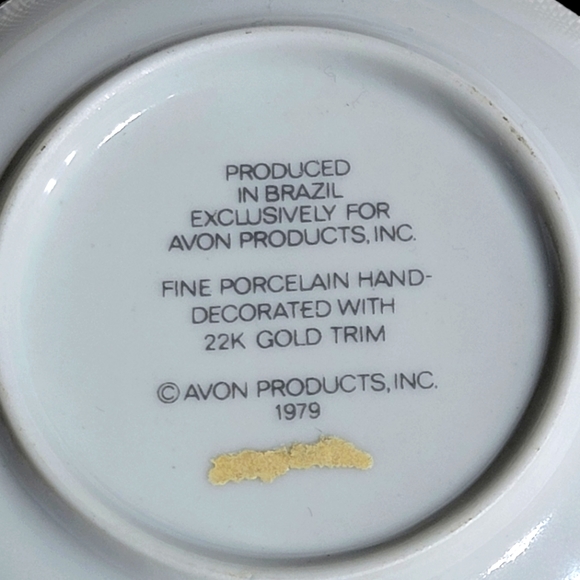 PRODUCED
IN BRAZIL
EXCLUSIVELY FOR
AVON PRODUCTS, INC.
FINE PORCELAIN HAND-
DECORATED WITH
22K GOLD TRIM
© AVON PRODUCTS, INC.
1979